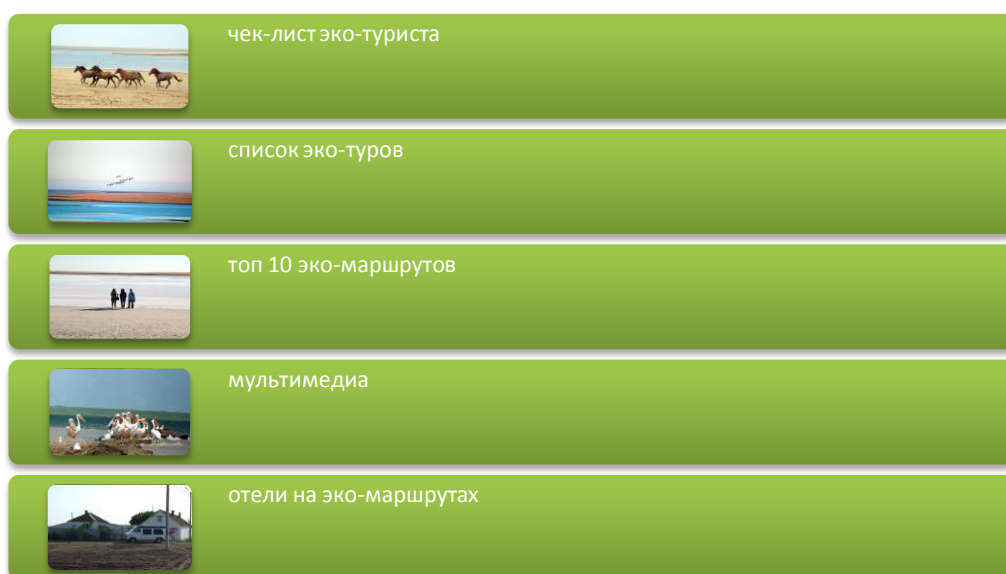 чек-лист эко-туриста
список эко-туров
топ 10 эко-маршрутов
мультимедиа
отели на эко-маршрутах